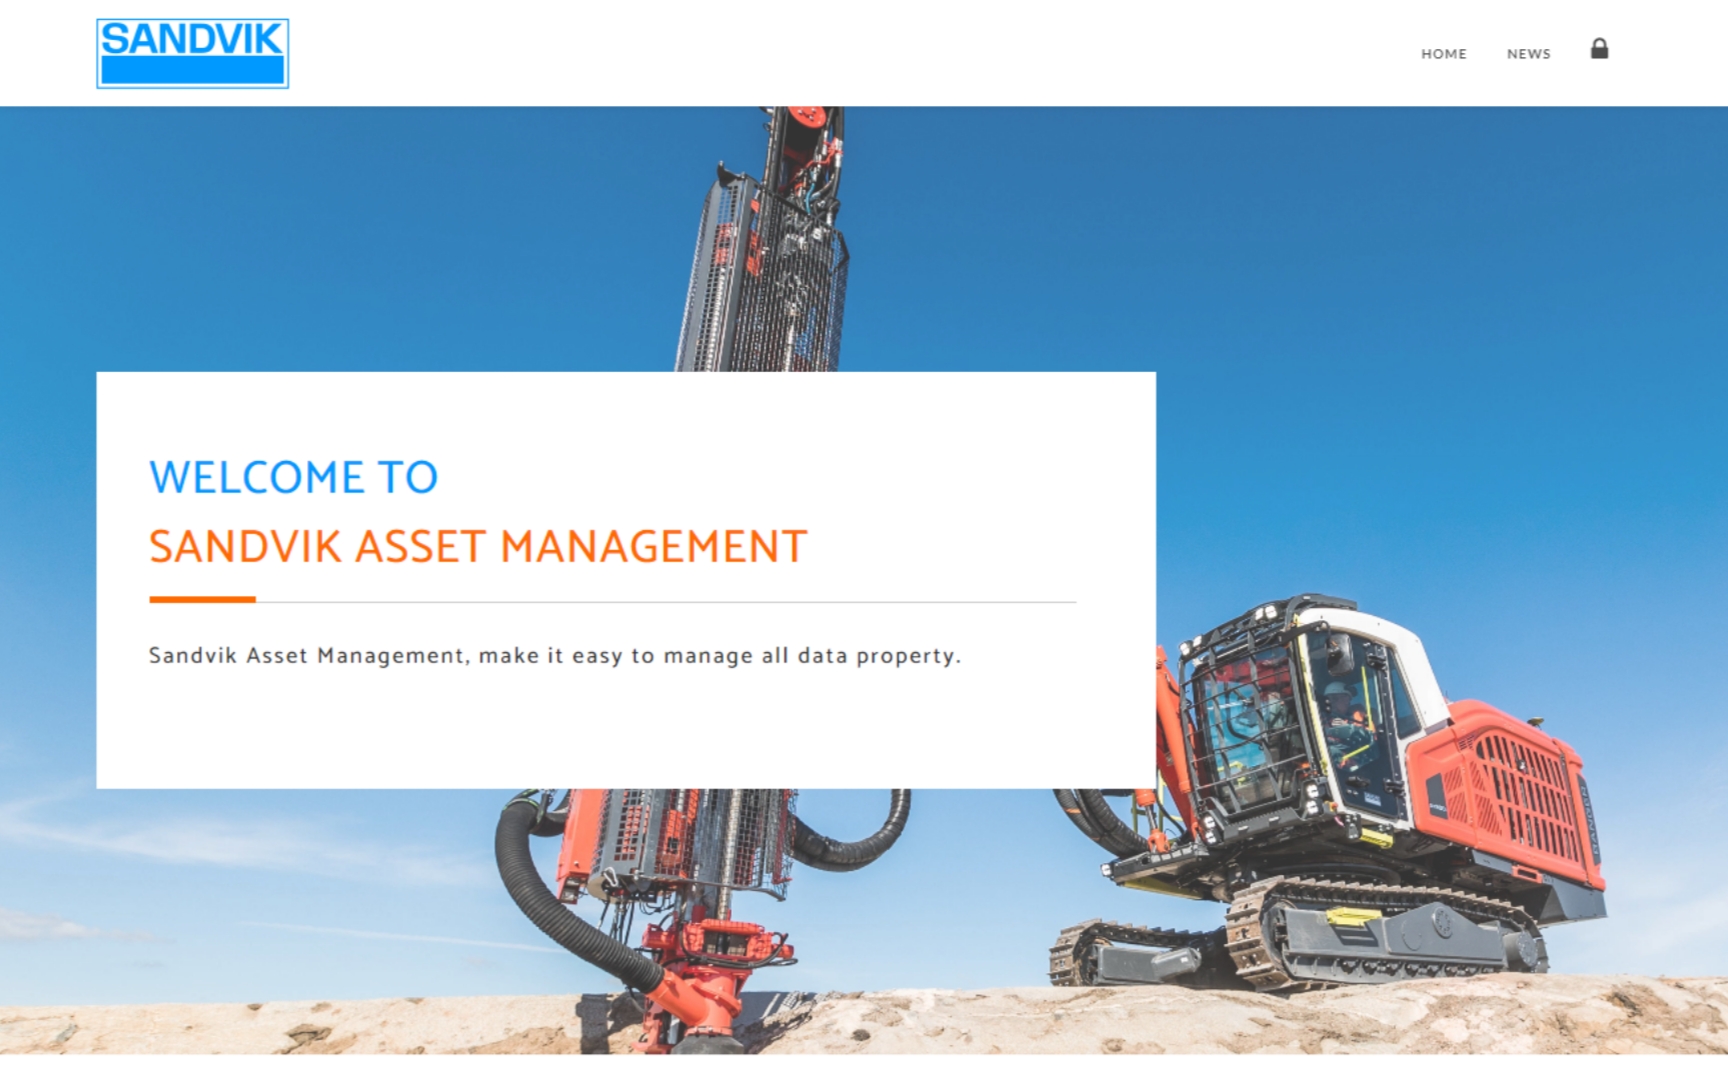 SANDVIK
HOME NEWS
WELCOME TO
SANDVIK ASSET MANAGEMENT
Sandvik Asset Management, make it easy to manage all data property.